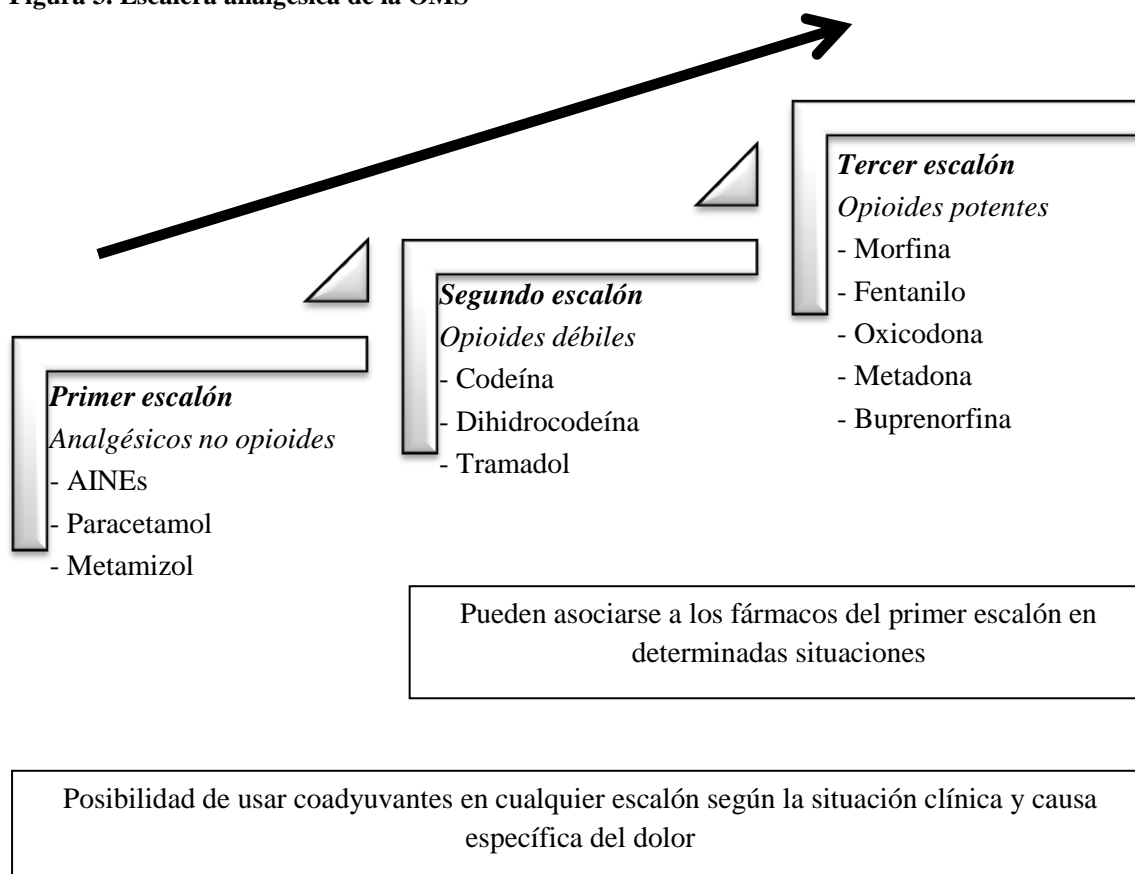 Figura 3. Escalera analgésica de la OMS
Primer escalón
Analgésicos no opioides
- AINEs
- Paracetamol
- Metamizol
Segundo escalón
Opioides débiles
- Codeína
- Dihidrocodeína
- Tramadol
Tercer escalón
Opioides potentes
- Morfina
- Fentanilo
- Oxicodona
- Metadona
- Buprenorfina
Pueden asociarse a los fármacos del primer escalón en
determinadas situaciones
Posibilidad de usar coadyuvantes en cualquier escalón según la situación clínica y causa
específica del dolor